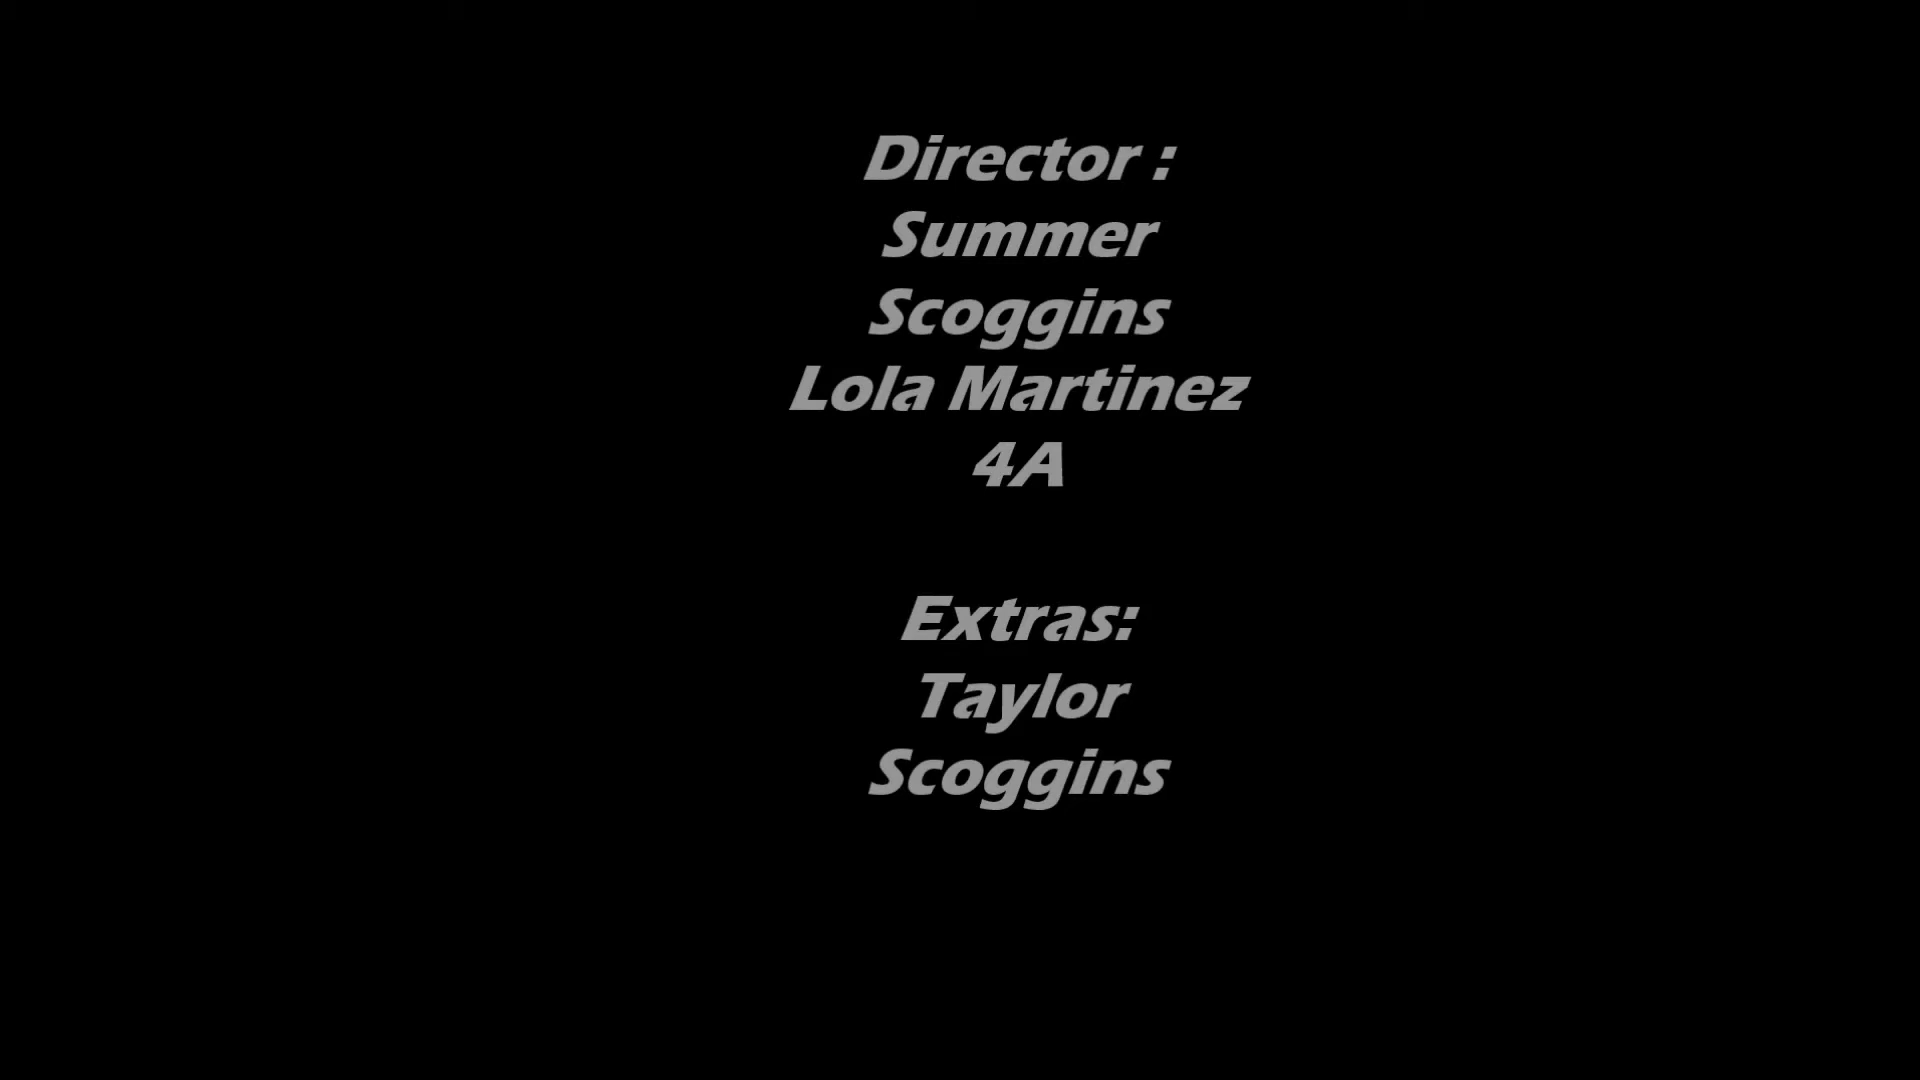 Director :
Summer
Scoggins
Lola Martinez
4A
Extras:
Taylor
Scoggins